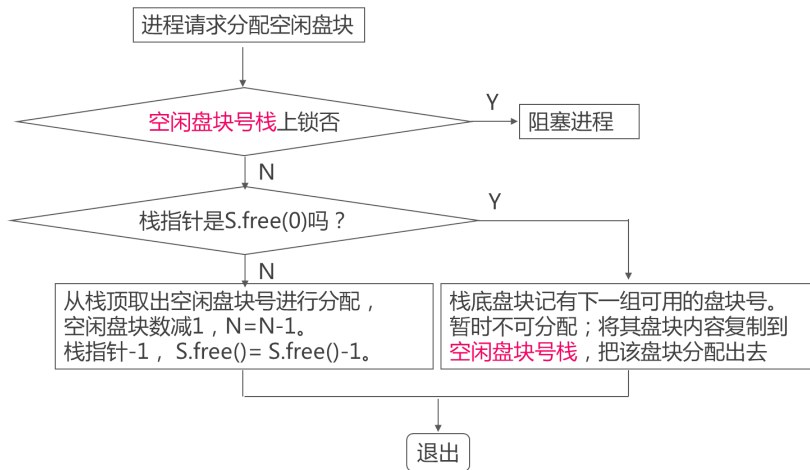 进程请求分配空闲盘块
空闲盘块号栈上锁否
Y
阻塞进程
N
栈指针是S.free(0)吗？
Y
N
从栈顶取出空闲盘块号进行分配，
空闲盘块数减1，N=N-1。
栈指针-1， S.free()= S.free()-1。
栈底盘块记有下一组可用的盘块号。
暂时不可分配；将其盘块内容复制到
空闲盘块号栈，把该盘块分配出去
退出